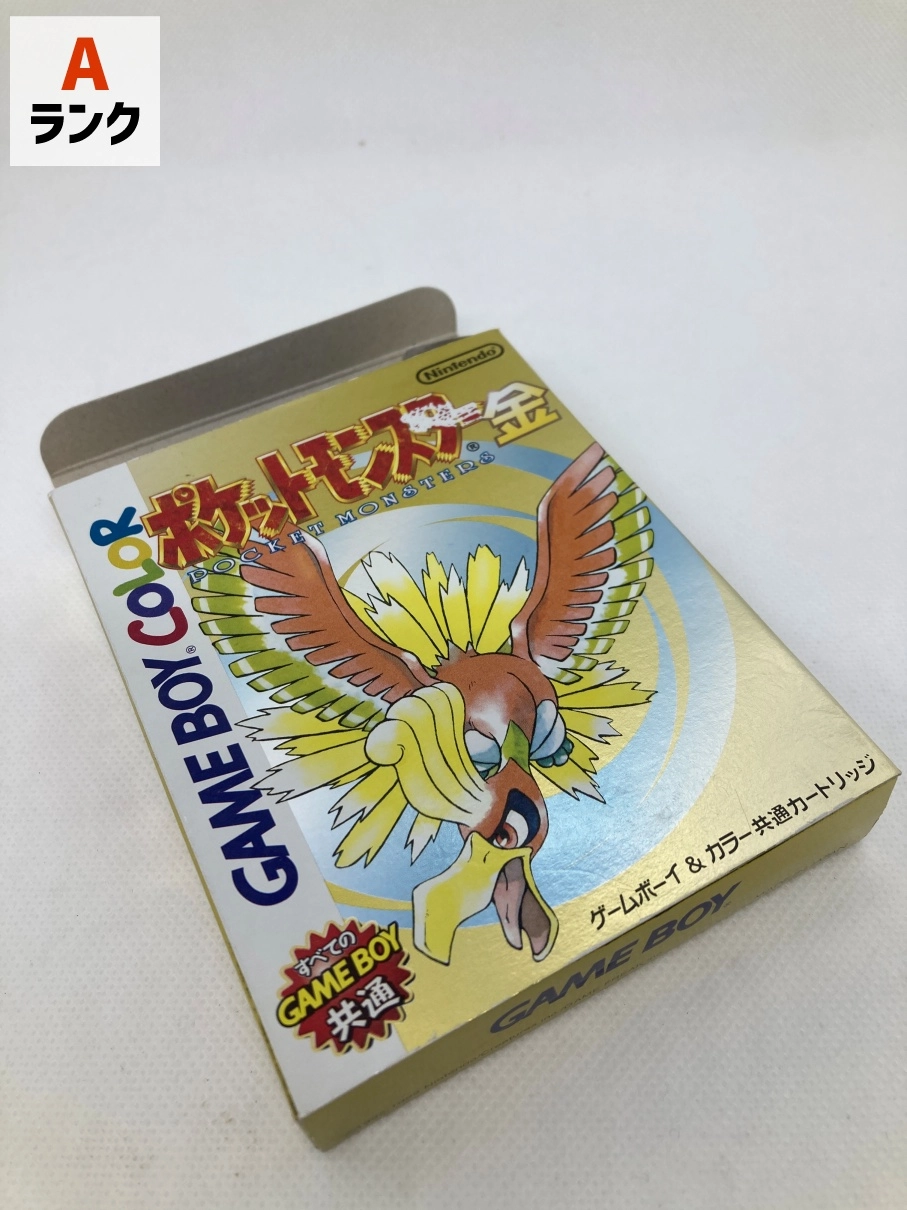 A
ランク
Nintendo
ポケットモンスター金
POCKET MONSTERS®
GAME BOY® COLOR
ゲームボーイ & カラー共通カートリッジ
すべての
GAME BOY
共通
GAME BOY